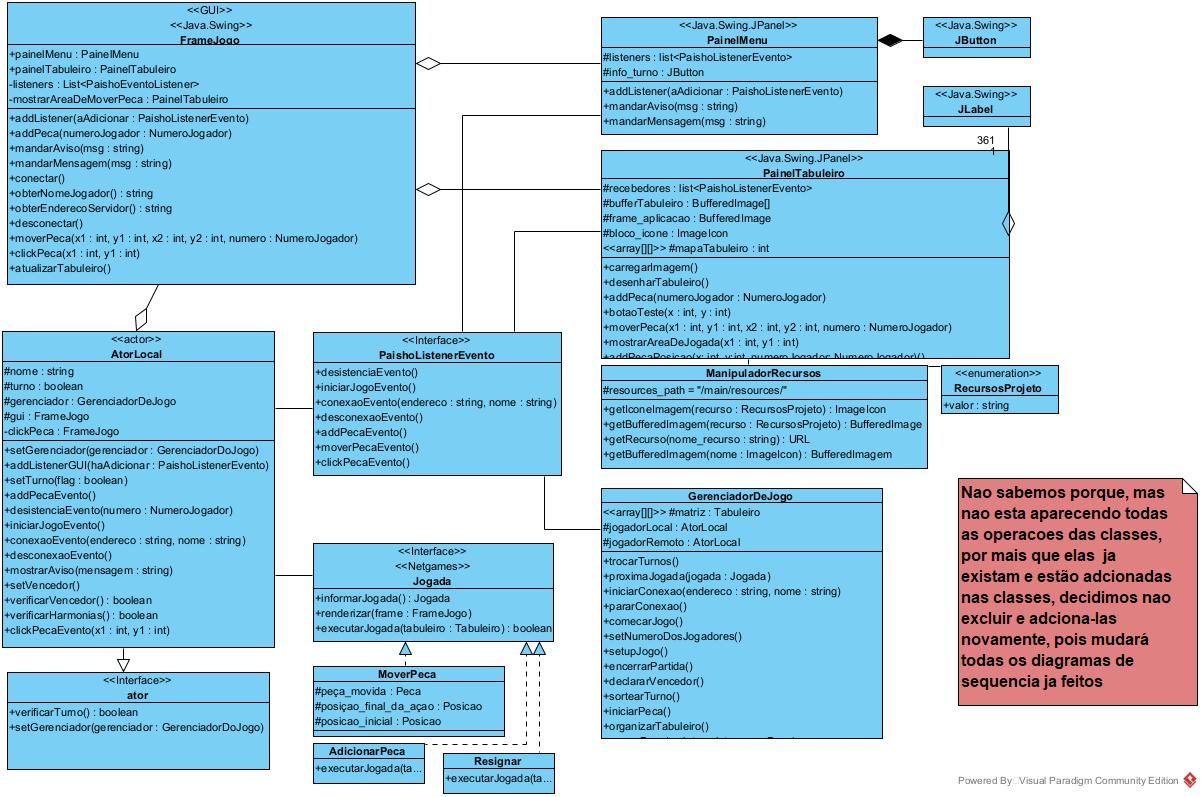 <<GUI>>
<<Java.Swing>>
FrameJogo
+painelMenu : PainelMenu
+painelTabuleiro : PainelTabuleiro
-listeners : List<PaishoEventListener>
-mostrarAreaDeMoverPeca : PainelTabuleiro
+addListener(aAdicionar : PaishoListenerEvento)
+addPeca(numeroJogador : NumeroJogador)
+mandarAviso(msg : string)
+mandarMensagem(msg : string)
+conectar()
+obterNomeJogador() : string
+obterEnderecoServidor() : string
+desconectar()
+moverPeca(x1 : int, y1 : int, x2 : int, y2 : int, numero : NumeroJogador)
+clickPeca(x1 : int, y1 : int)
+atualizarTabuleiro()
<<Java.Swing.JPanel>>
PainelMenu
#listeners : list<PaishoListenerEvento>
#info_turno : JButton
+addListener(aAdicionar : PaishoListenerEvento)
+mandarAviso(msg : string)
+mandarMensagem(msg : string)
<<Java.Swing>>
JButton
<<Java.Swing>>
JLabel
361
1
<<Java.Swing.JPanel>>
PainelTabuleiro
#recebedores : list<PaishoListenerEvento>
#bufferTabuleiro : BufferedImage[]
#frame_aplicacao : BufferedImage
#bloco_icone : ImageIcon
<<array[][]>> #mapaTabuleiro : int
+carregarImagem()
+desenharTabuleiro()
+addPeca(numeroJogador : NumeroJogador)
+botaoTeste(x : int, y : int)
+moverPeca(x1 : int, y1 : int, x2 : int, y2 : int, numero : NumeroJogador)
+mostrarAreaDeJogada(x1 : int, y1 : int)
+addPecaPosicao(x: int, y: int, numeroJogador: NumeroJogador)()
<<actor>>
AtorLocal
#nome : string
#turno : boolean
#gerenciador : GerenciadorDeJogo
#gui : FrameJogo
-clickPeca : FrameJogo
+setGerenciador(gerenciador : GerenciadorDoJogo)
+addListenerGUI(haAdicionar : PaishoListenerEvento)
+setTurno(flag : boolean)
+addPecaEvento()
+desistenciaEvento(numero : NumeroJogador)
+iniciarJogoEvento()
+conexaoEvento(endereco : string, nome : string)
+desconexaoEvento()
+mostrarAviso(mensagem : string)
+setVencedor()
+verificarVencedor() : boolean
+verificarHarmonias() : boolean
+clickPecaEvento(x1 : int, y1 : int)
<<Interface>>
PaishoListenerEvento
+desistenciaEvento()
+iniciarJogoEvento()
+conexaoEvento(endereco : string, nome : string)
+desconexaoEvento()
+addPecaEvento()
+moverPecaEvento()
+clickPecaEvento()
ManipuladorRecursos
#resources_path = "/main/resources/"
+getIconeImagem(recurso : RecursosProjeto) : ImageIcon
+getBufferedImagem(recurso : RecursosProjeto) : BufferedImage
+getRecurso(nome_recurso : string) : URL
+getBufferedImagem(nome : ImageIcon) : BufferedImagem
<<enumeration>>
RecursosProjeto
+valor : string
GerenciadorDeJogo
<<array[][]>> #matriz : Tabuleiro
#jogadorLocal : AtorLocal
#jogadorRemoto : AtorLocal
+trocarTurnos()
+proximaJogada(jogada : Jogada)
+iniciarConexao(endereco : string, nome : string)
+pararConexao()
+comecarJogo()
+setNumeroDosJogadores()
+setupJogo()
+encerrarPartida()
+declararVencedor()
+sortearTurno()
+iniciarPeca()
+organizarTabuleiro()
<<Interface>>
<<Netgames>>
Jogada
+informarJogada() : Jogada
+renderizar(frame : FrameJogo)
+executarJogada(tabuleiro : Tabuleiro) : boolean
MoverPeca
#peça_movida : Peca
#posiçao_final_da_açao : Posicao
#posicao_inicial : Posicao
AdicionarPeca
+executarJogada(ta...
Resignar
+executarJogada(ta...
<<Interface>>
ator
+verificarTurno() : boolean
+setGerenciador(gerenciador : GerenciadorDoJogo)
Nao sabemos porque, mas
nao esta aparecendo todas
as operacoes das classes,
por mais que elas ja
existam e estão adcionadas
nas classes, decidimos nao
excluir e adciona-las
novamente, pois mudará
todas os diagramas de
sequencia ja feitos
Powered By Visual Paradigm Community Edition